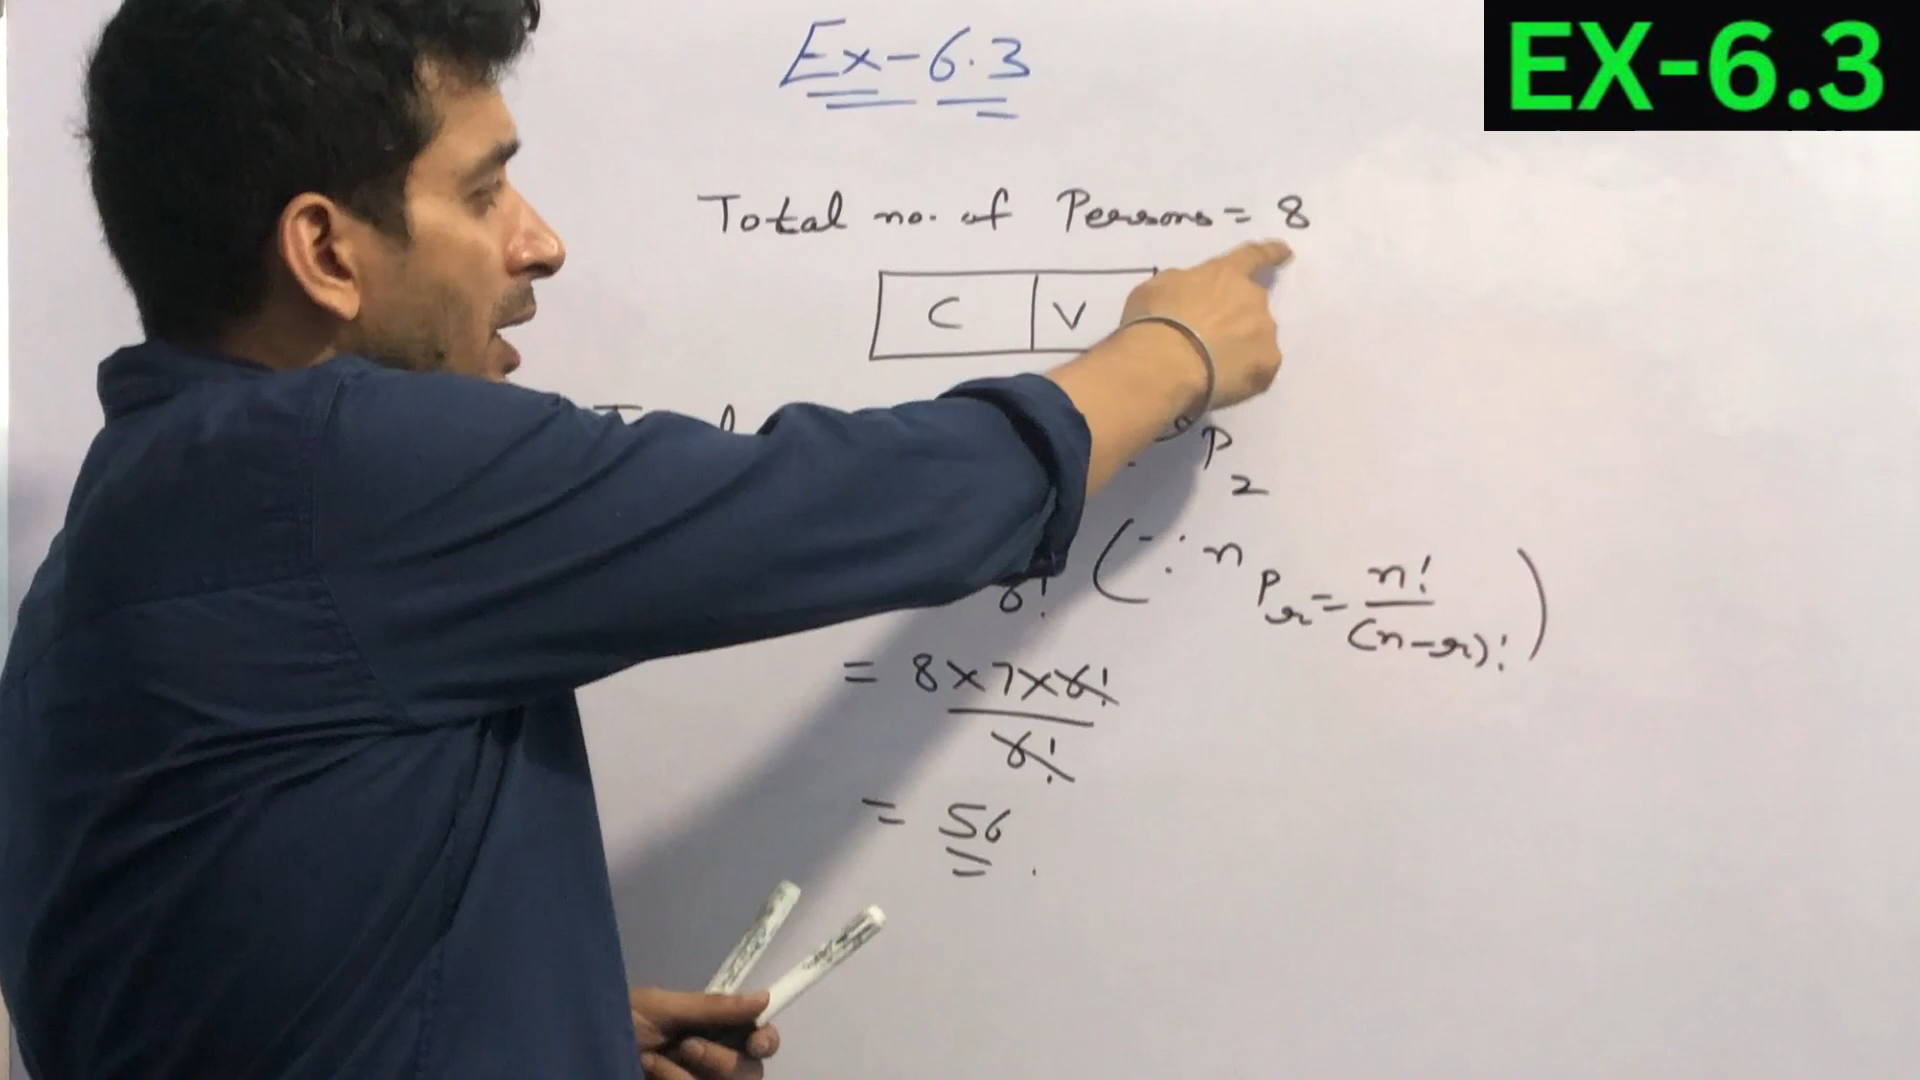 EX-6.3
Ex-6.3
Total no. of Persons = 8
C V
P
2
6! (∵ nPr = n!/(n-r)!)
= 8×7×6!
6!
= 56.